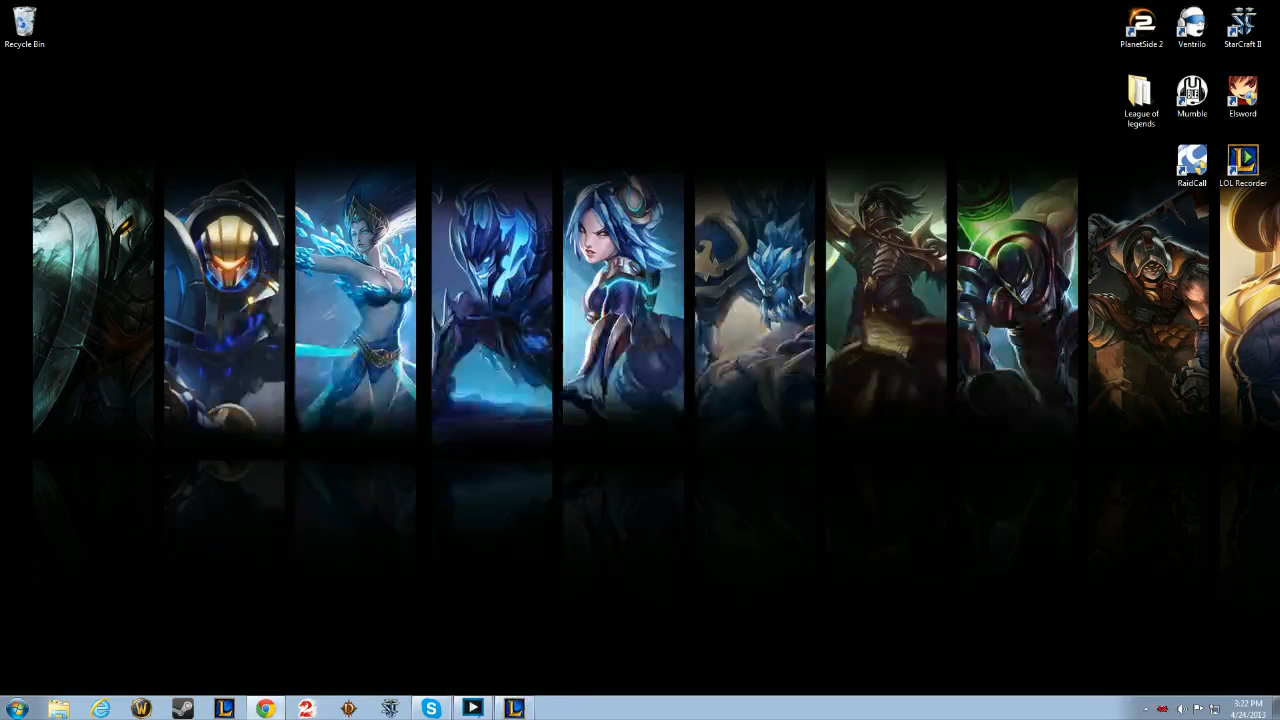 Recycle Bin
PlanetSide 2
Ventrilo
StarCraft II
League of
legends
Mumble
Elsword
RaidCall
LOL Recorder
3:22 PM
4/24/2013